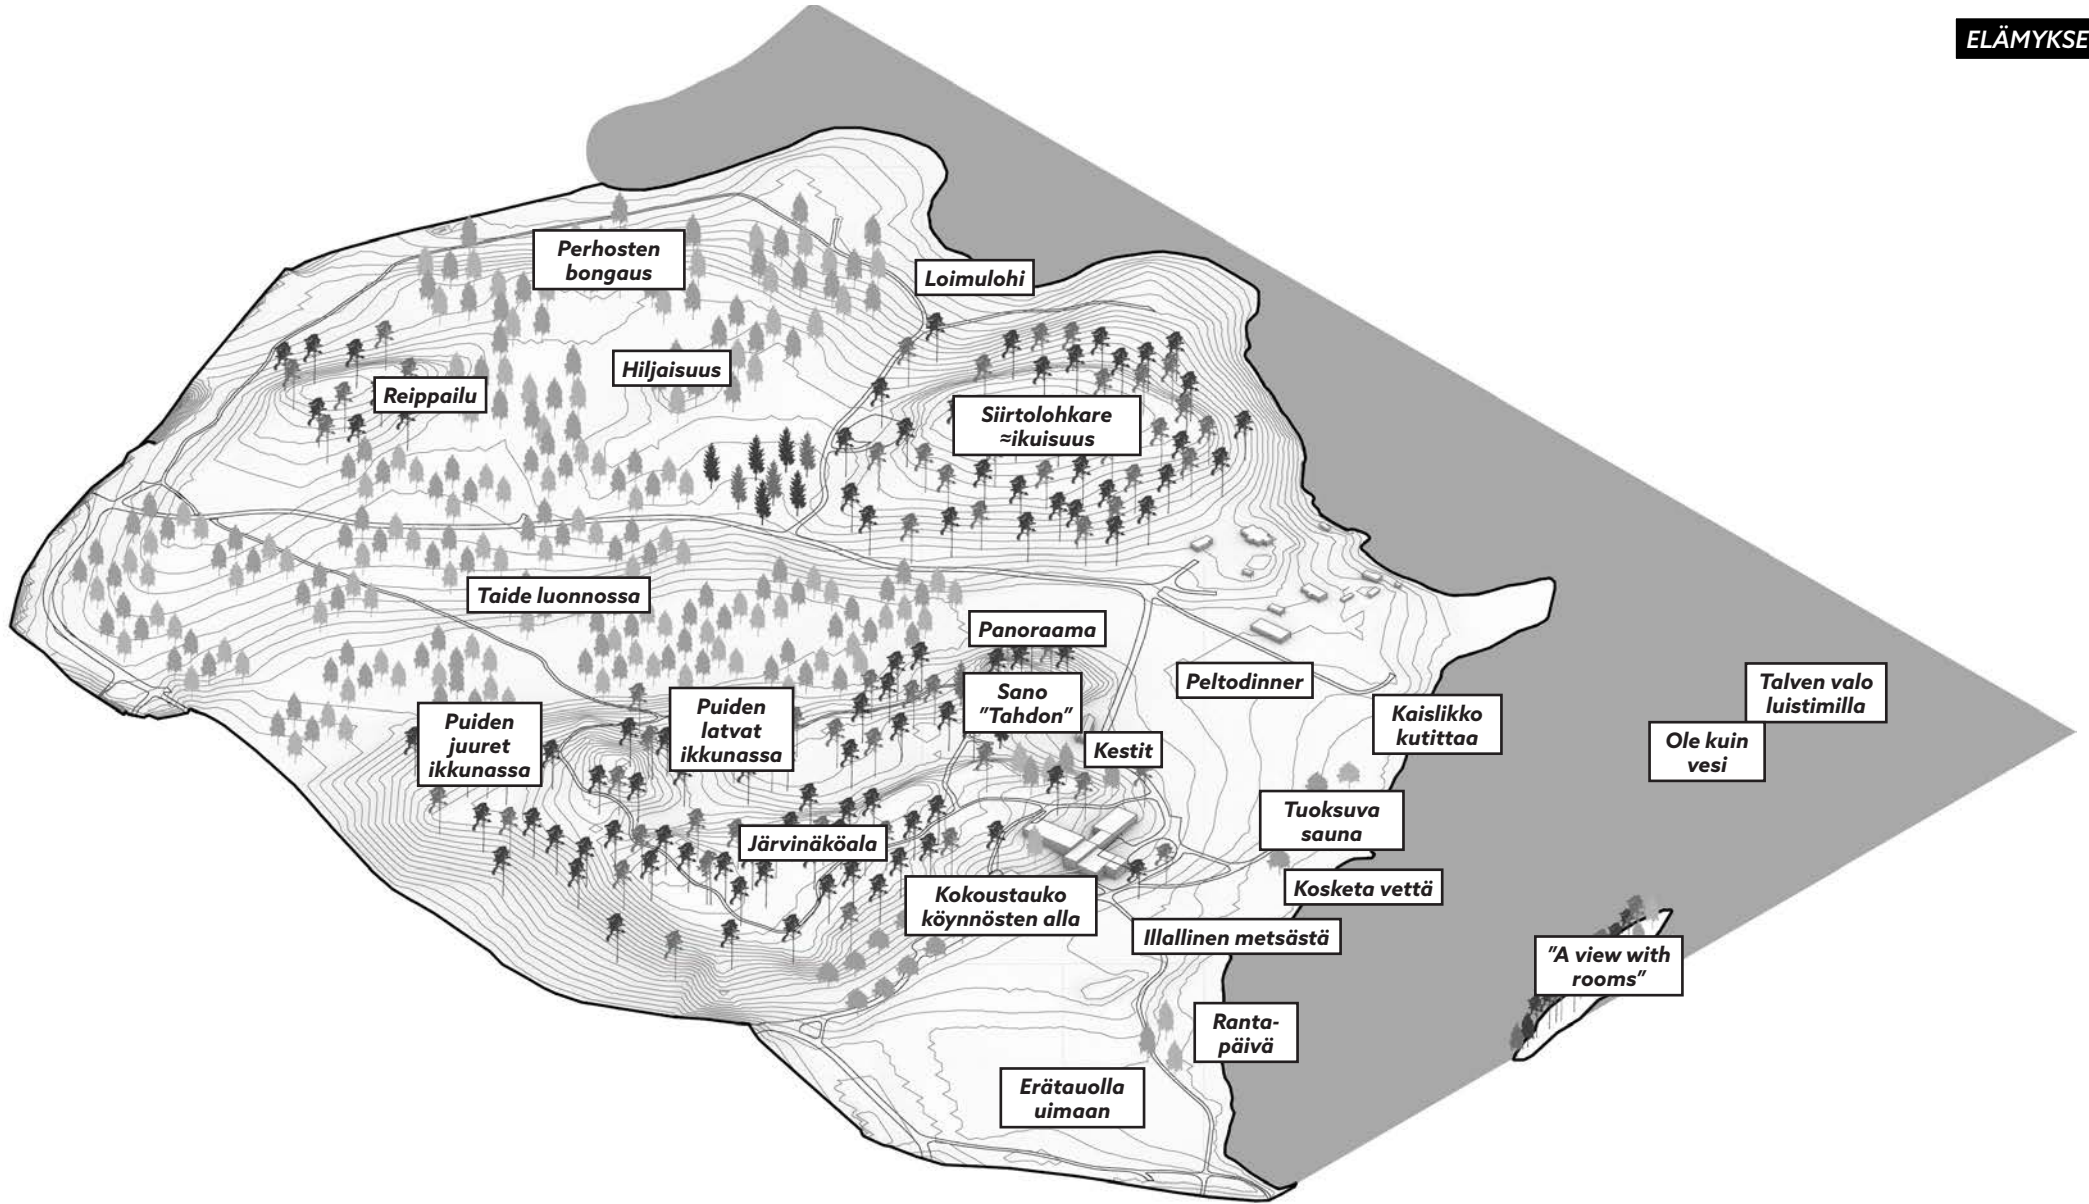 ELÄMYKSE
Perhosten
bongaus
Loimulohi
Hiljaisuus
Reippailu
Siirtolohkare
≈ikuisuus
Taide luonnossa
Panoraama
Peltodinner
Sano
"Tahdon"
Puiden
latvat
ikkunassa
Puiden
juuret
ikkunassa
Kaislikko
kutittaa
Talven valo
luistimilla
Ole kuin
vesi
Kestit
Tuoksuva
sauna
Järvinäköala
Kosketa vettä
Kokoustauko
köynnösten alla
Illallinen metsästä
"A view with
rooms"
Ranta-
päivä
Erätauolla
uimaan